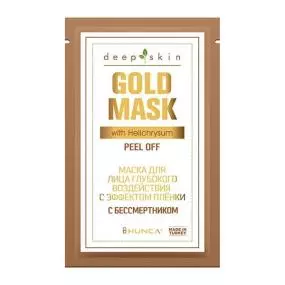 deep skin
GOLD
MASK
with Helichrysum
PEEL OFF
МАСКА ДЛЯ
ЛИЦА ГЛУБОКОГО
ВОЗДЕЙСТВИЯ
С ЭФФЕКТОМ ПЛЁНКИ
С БЕССМЕРТНИКОМ
HUNCA
MADE IN
TURKEY